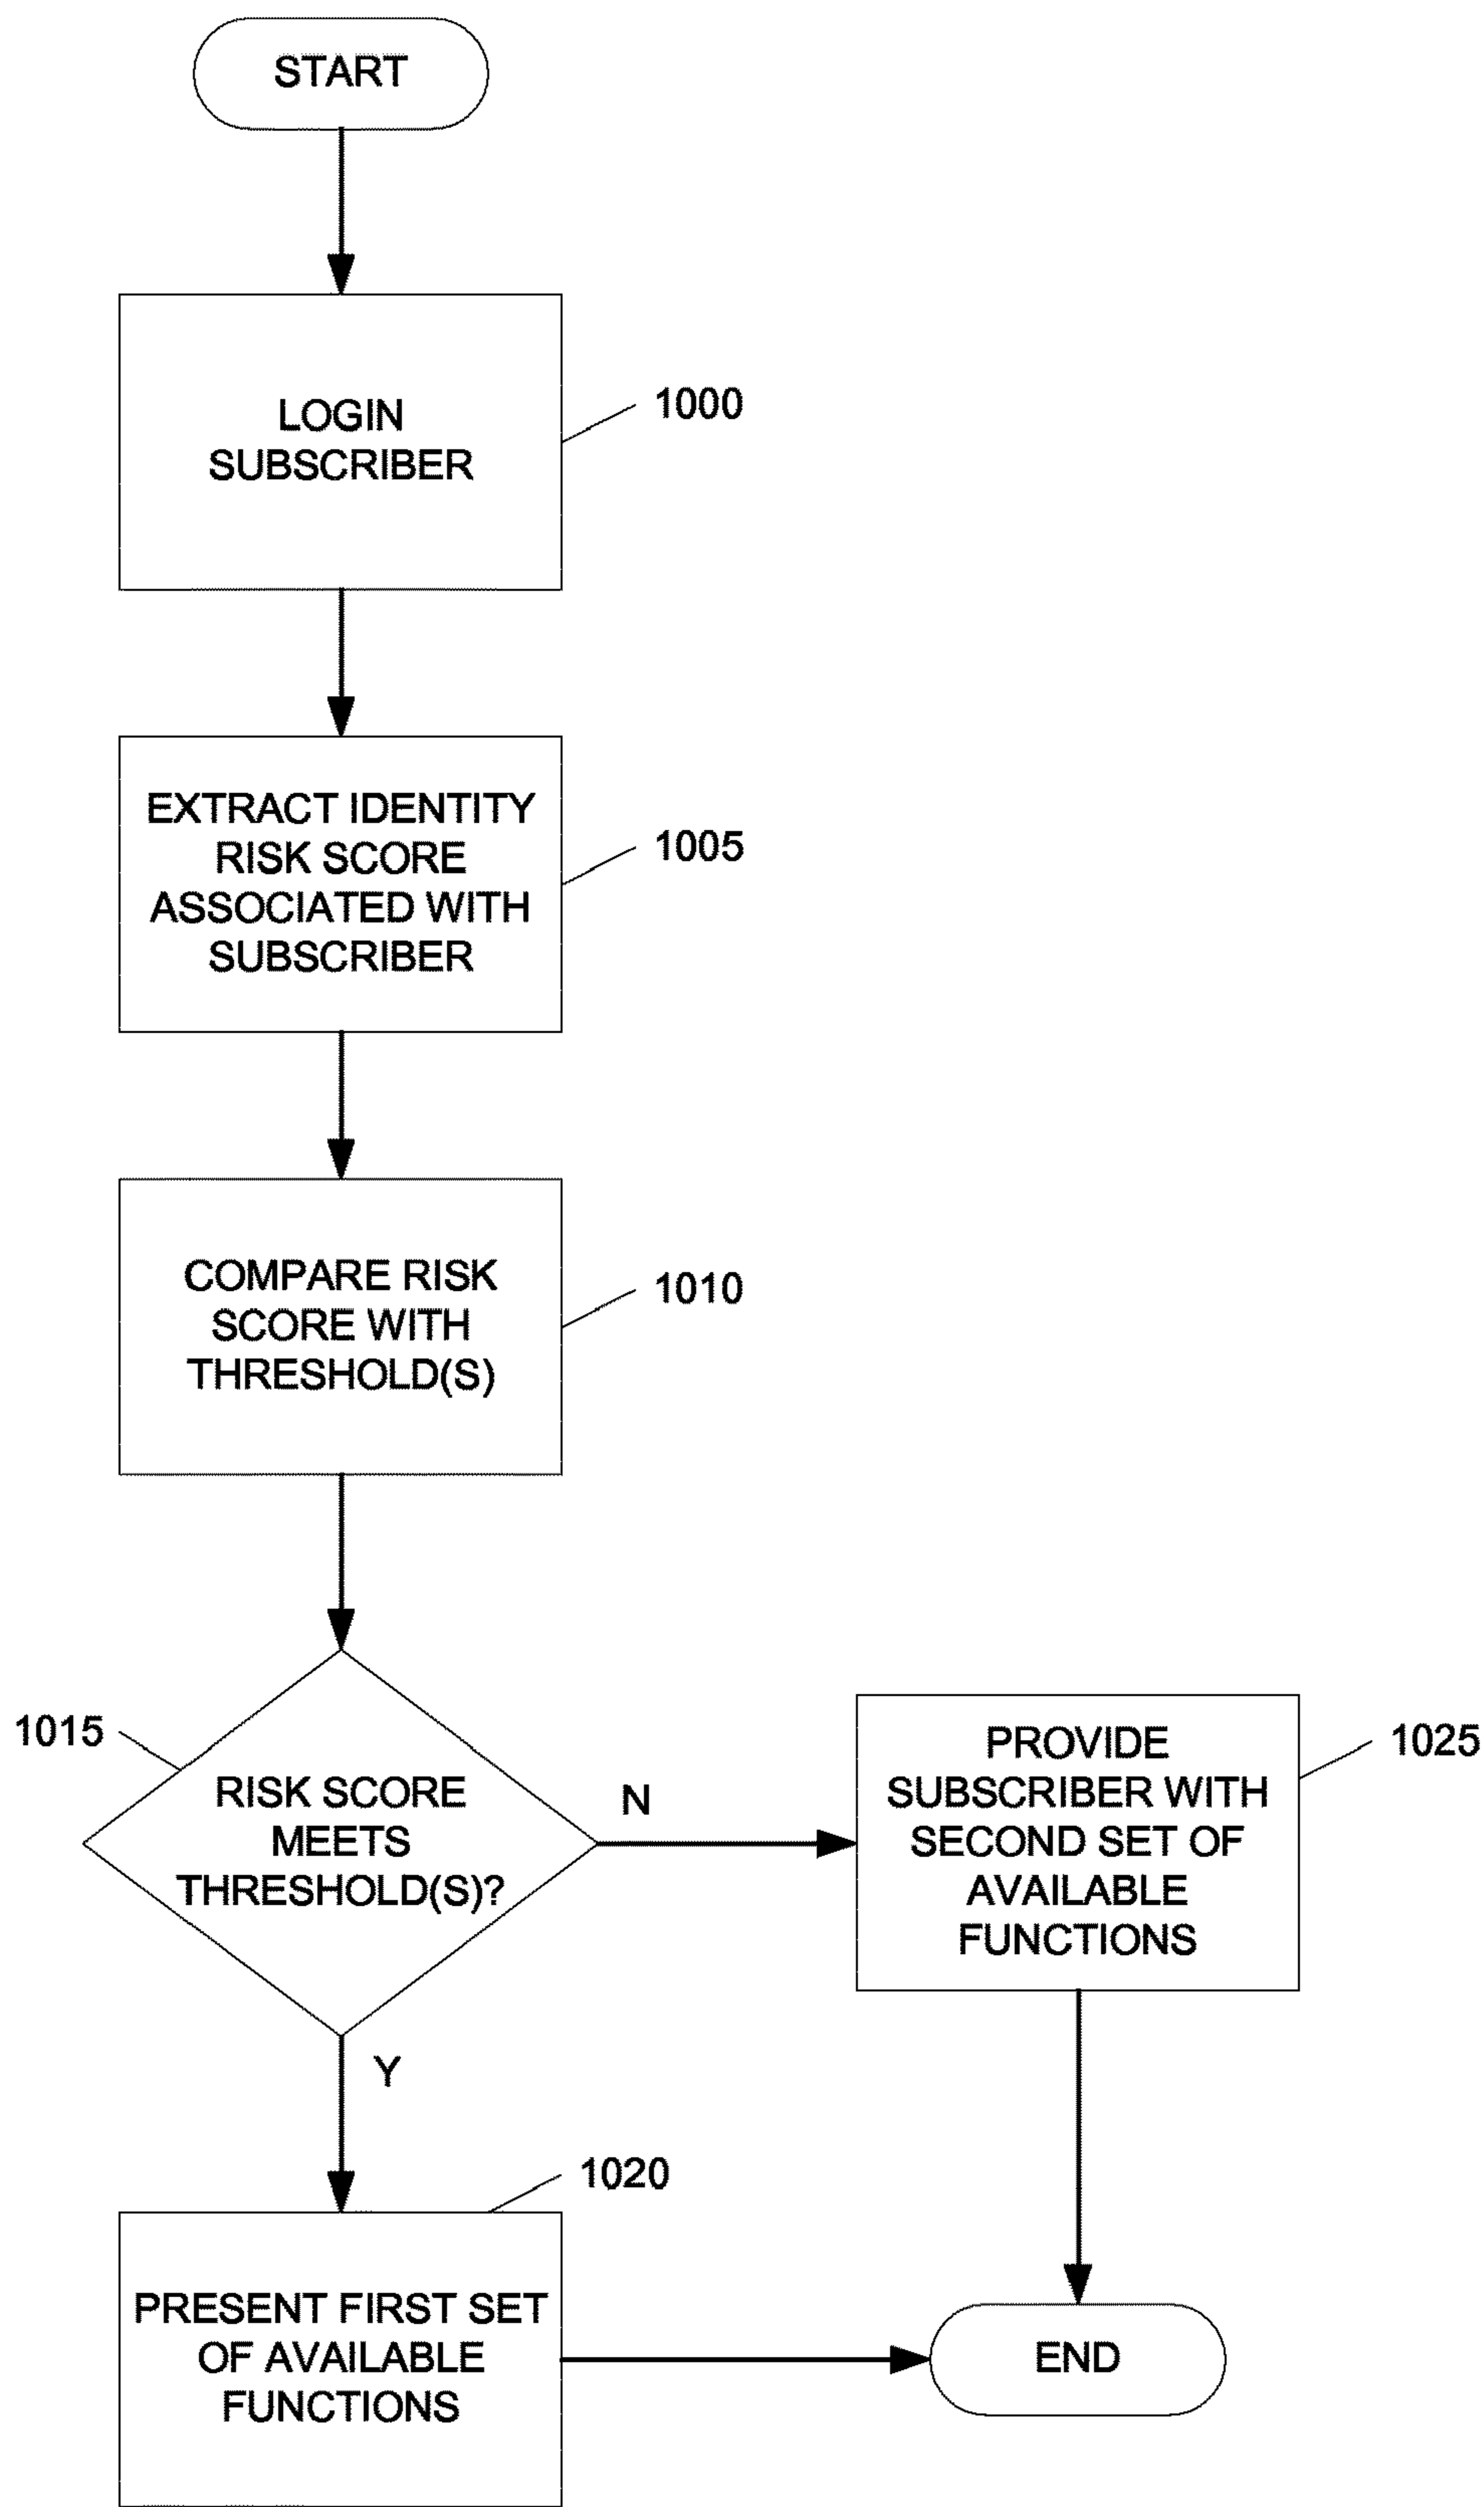 START
LOGIN
SUBSCRIBER
1000
EXTRACT IDENTITY
RISK SCORE
ASSOCIATED WITH
SUBSCRIBER
1005
COMPARE RISK
SCORE WITH
THRESHOLD(S)
1010
1015
RISK SCORE
MEETS
THRESHOLD(S)?
N
PROVIDE
SUBSCRIBER WITH
SECOND SET OF
AVAILABLE
FUNCTIONS
1025
Y
1020
PRESENT FIRST SET
OF AVAILABLE
FUNCTIONS
END